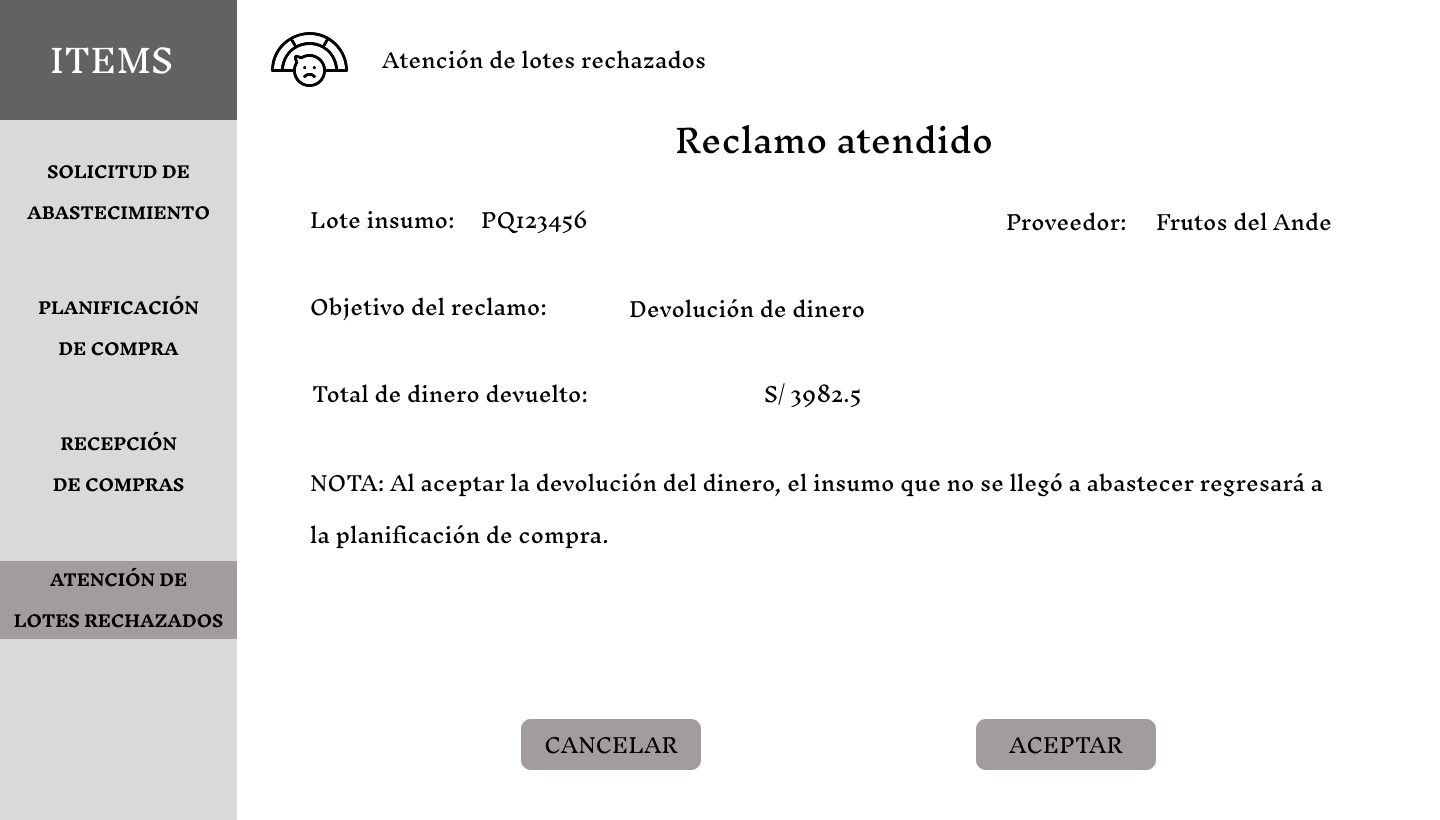 ITEMS
SOLICITUD DE
ABASTECIMIENTO
PLANIFICACIÓN
DE COMPRA
RECEPCIÓN
DE COMPRAS
ATENCIÓN DE
LOTES RECHAZADOS
Atención de lotes rechazados
Reclamo atendido
Lote insumo: PQ123456 Proveedor: Frutos del Ande
Objetivo del reclamo: Devolución de dinero
Total de dinero devuelto: S/ 3982.5
NOTA: Al aceptar la devolución del dinero, el insumo que no se llegó a abastecer regresará a
la planificación de compra.
CANCELAR ACEPTAR